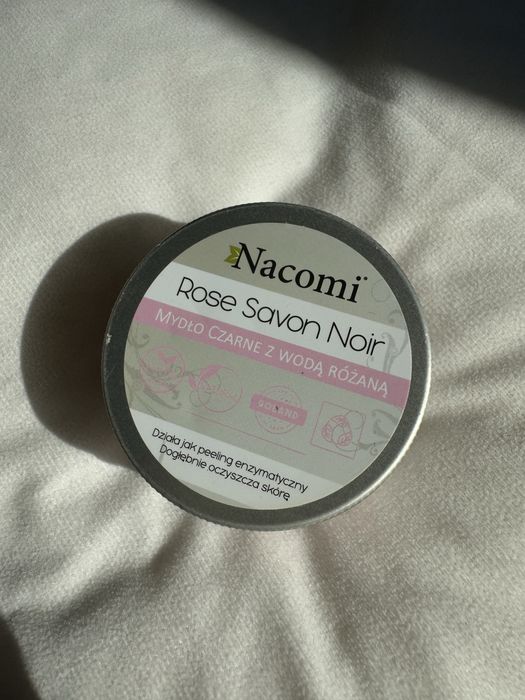 Nacomi
Rose Savon Noir
MYDŁO CZARNE Z WODĄ RÓŻANĄ
Działa jak peeling enzymatyczny
Dogłębnie oczyszcza skórę